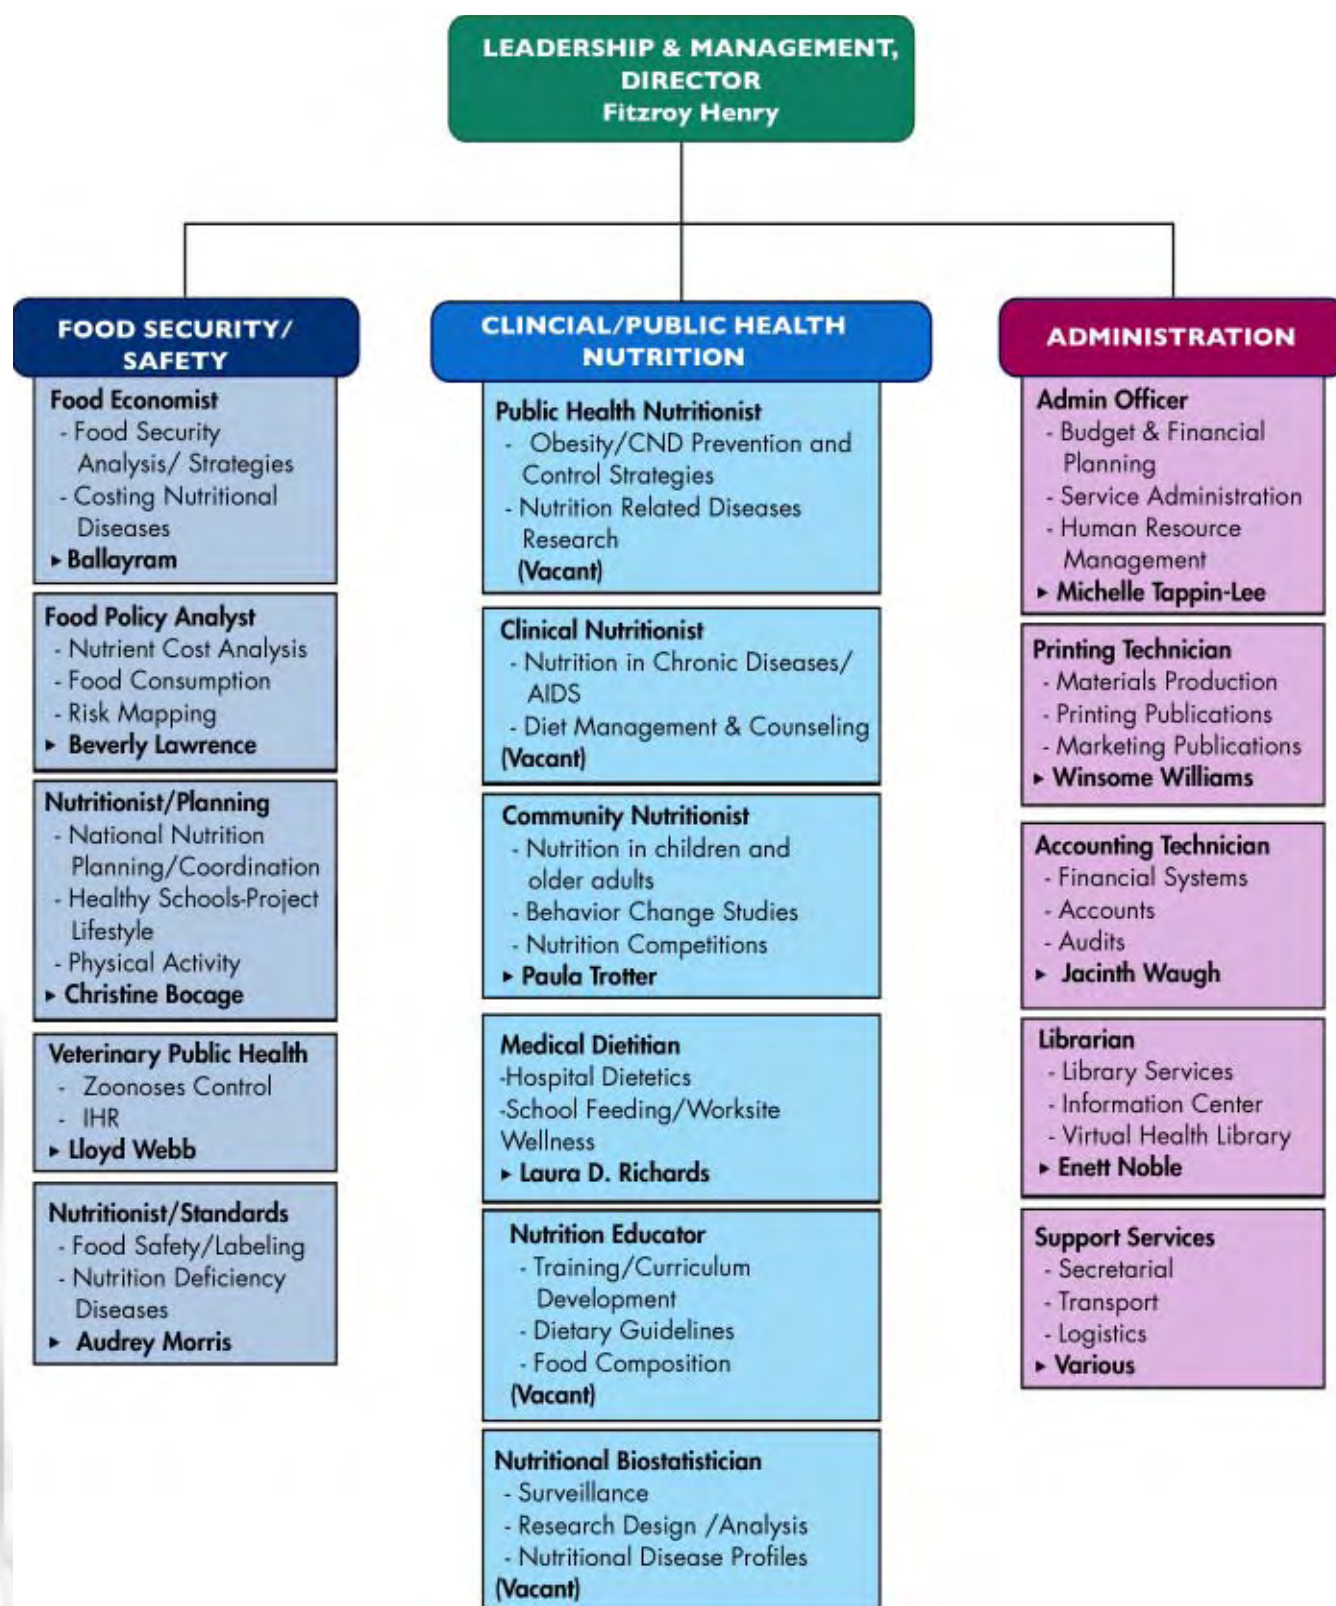 LEADERSHIP & MANAGEMENT,
DIRECTOR
Fitzroy Henry
FOOD SECURITY/
SAFETY
Food Economist
- Food Security
Analysis/ Strategies
- Costing Nutritional
Diseases
▸ Ballayram
Food Policy Analyst
- Nutrient Cost Analysis
- Food Consumption
- Risk Mapping
▸ Beverly Lawrence
Nutritionist/Planning
- National Nutrition
Planning/Coordination
- Healthy Schools-Project
Lifestyle
- Physical Activity
▸ Christine Bocage
Veterinary Public Health
- Zoonoses Control
- IHR
▸ Lloyd Webb
Nutritionist/Standards
- Food Safety/Labeling
- Nutrition Deficiency
Diseases
▸ Audrey Morris
CLINCIAL/PUBLIC HEALTH
NUTRITION
Public Health Nutritionist
- Obesity/CND Prevention and
Control Strategies
- Nutrition Related Diseases
Research
(Vacant)
Clinical Nutritionist
- Nutrition in Chronic Diseases/
AIDS
- Diet Management & Counseling
(Vacant)
Community Nutritionist
- Nutrition in children and
older adults
- Behavior Change Studies
- Nutrition Competitions
▸ Paula Trotter
Medical Dietitian
-Hospital Dietetics
-School Feeding/Worksite
Wellness
▸ Laura D. Richards
Nutrition Educator
- Training/Curriculum
Development
- Dietary Guidelines
- Food Composition
(Vacant)
Nutritional Biostatistician
- Surveillance
- Research Design /Analysis
- Nutritional Disease Profiles
(Vacant)
ADMINISTRATION
Admin Officer
- Budget & Financial
Planning
- Service Administration
- Human Resource
Management
▸ Michelle Tappin-Lee
Printing Technician
- Materials Production
- Printing Publications
- Marketing Publications
▸ Winsome Williams
Accounting Technician
- Financial Systems
- Accounts
- Audits
▸ Jacinth Waugh
Librarian
- Library Services
- Information Center
- Virtual Health Library
▸ Enett Noble
Support Services
- Secretarial
- Transport
- Logistics
▸ Various